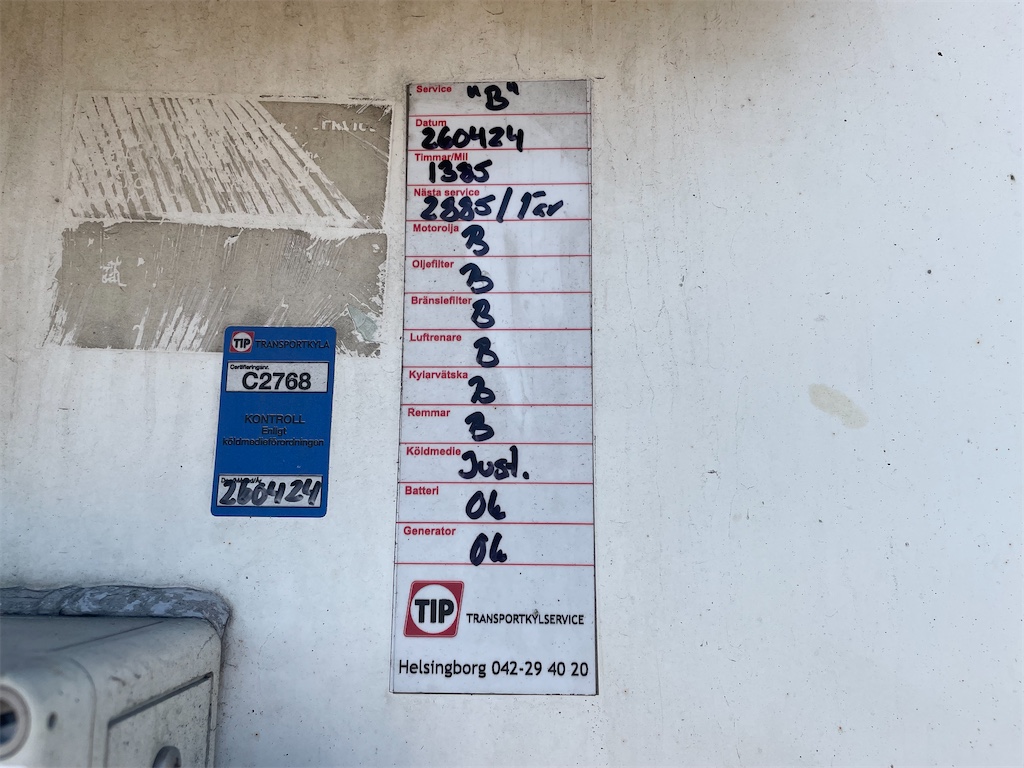 Service "B"
Datum
260424
Timmar/Mil
1385
Nästa service
2885/1år
Motorolja B
Oljefilter B
Bränslefilter B
Luftrenare B
Kylarvätska B
Remmar B
Köldmedie Just.
Batteri OK
Generator OK
TIP TRANSPORTKYLSERVICE
Helsingborg 042-29 40 20
TIP TRANSPORTKYLA
Certifieringsnr.
C2768
KONTROLL
Enligt
köldmedieförordningen
260424